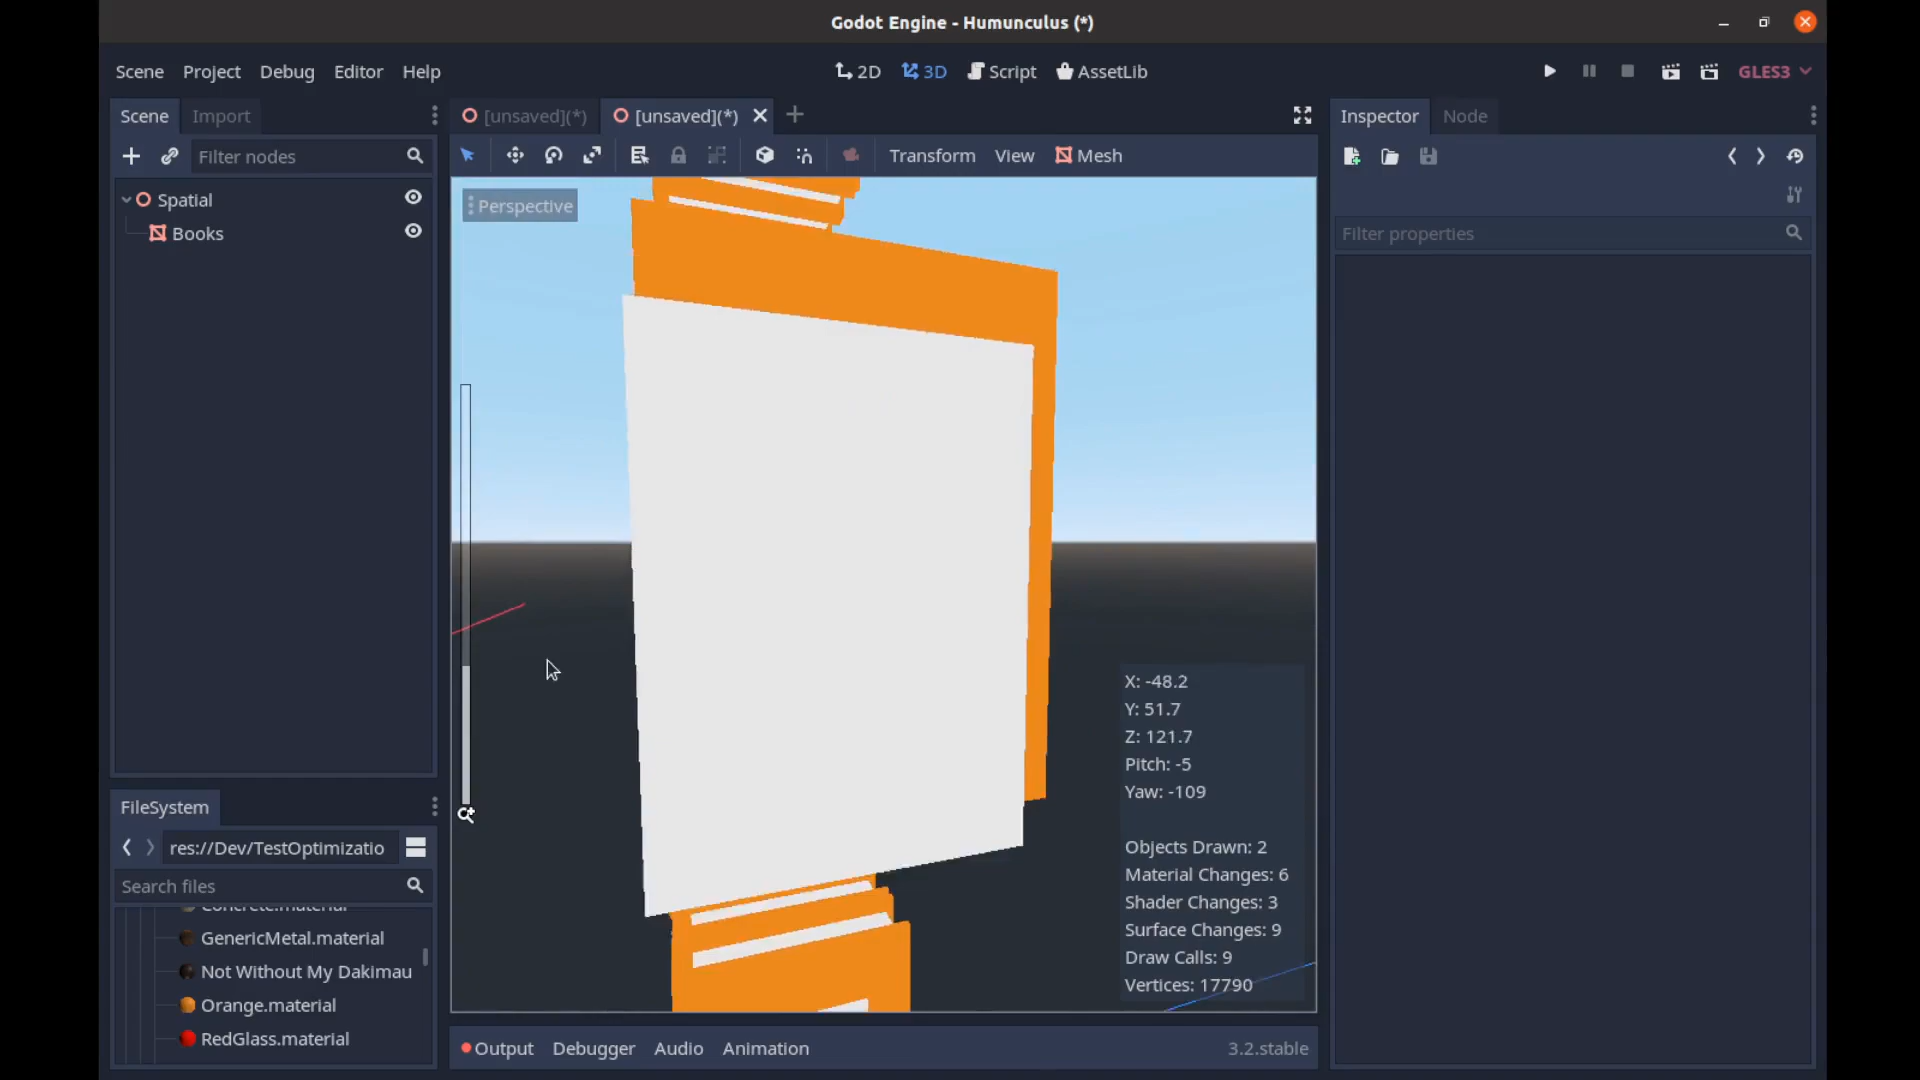 Godot Engine - Humunculus (*)
Scene Project Debug Editor Help
2D 3D Script AssetLib
GLES3
Scene Import
[unsaved](*) [unsaved](*)
Inspector Node
Filter nodes
Transform View Mesh
Spatial
Books
Perspective
Filter properties
X: -48.2
Y: 51.7
Z: 121.7
Pitch: -5
Yaw: -109
Objects Drawn: 2
Material Changes: 6
Shader Changes: 3
Surface Changes: 9
Draw Calls: 9
Vertices: 17790
FileSystem
res://Dev/TestOptimizatio
Search files
Concrete.material
GenericMetal.material
Not Without My Dakimau
Orange.material
RedGlass.material
Output Debugger Audio Animation
3.2.stable